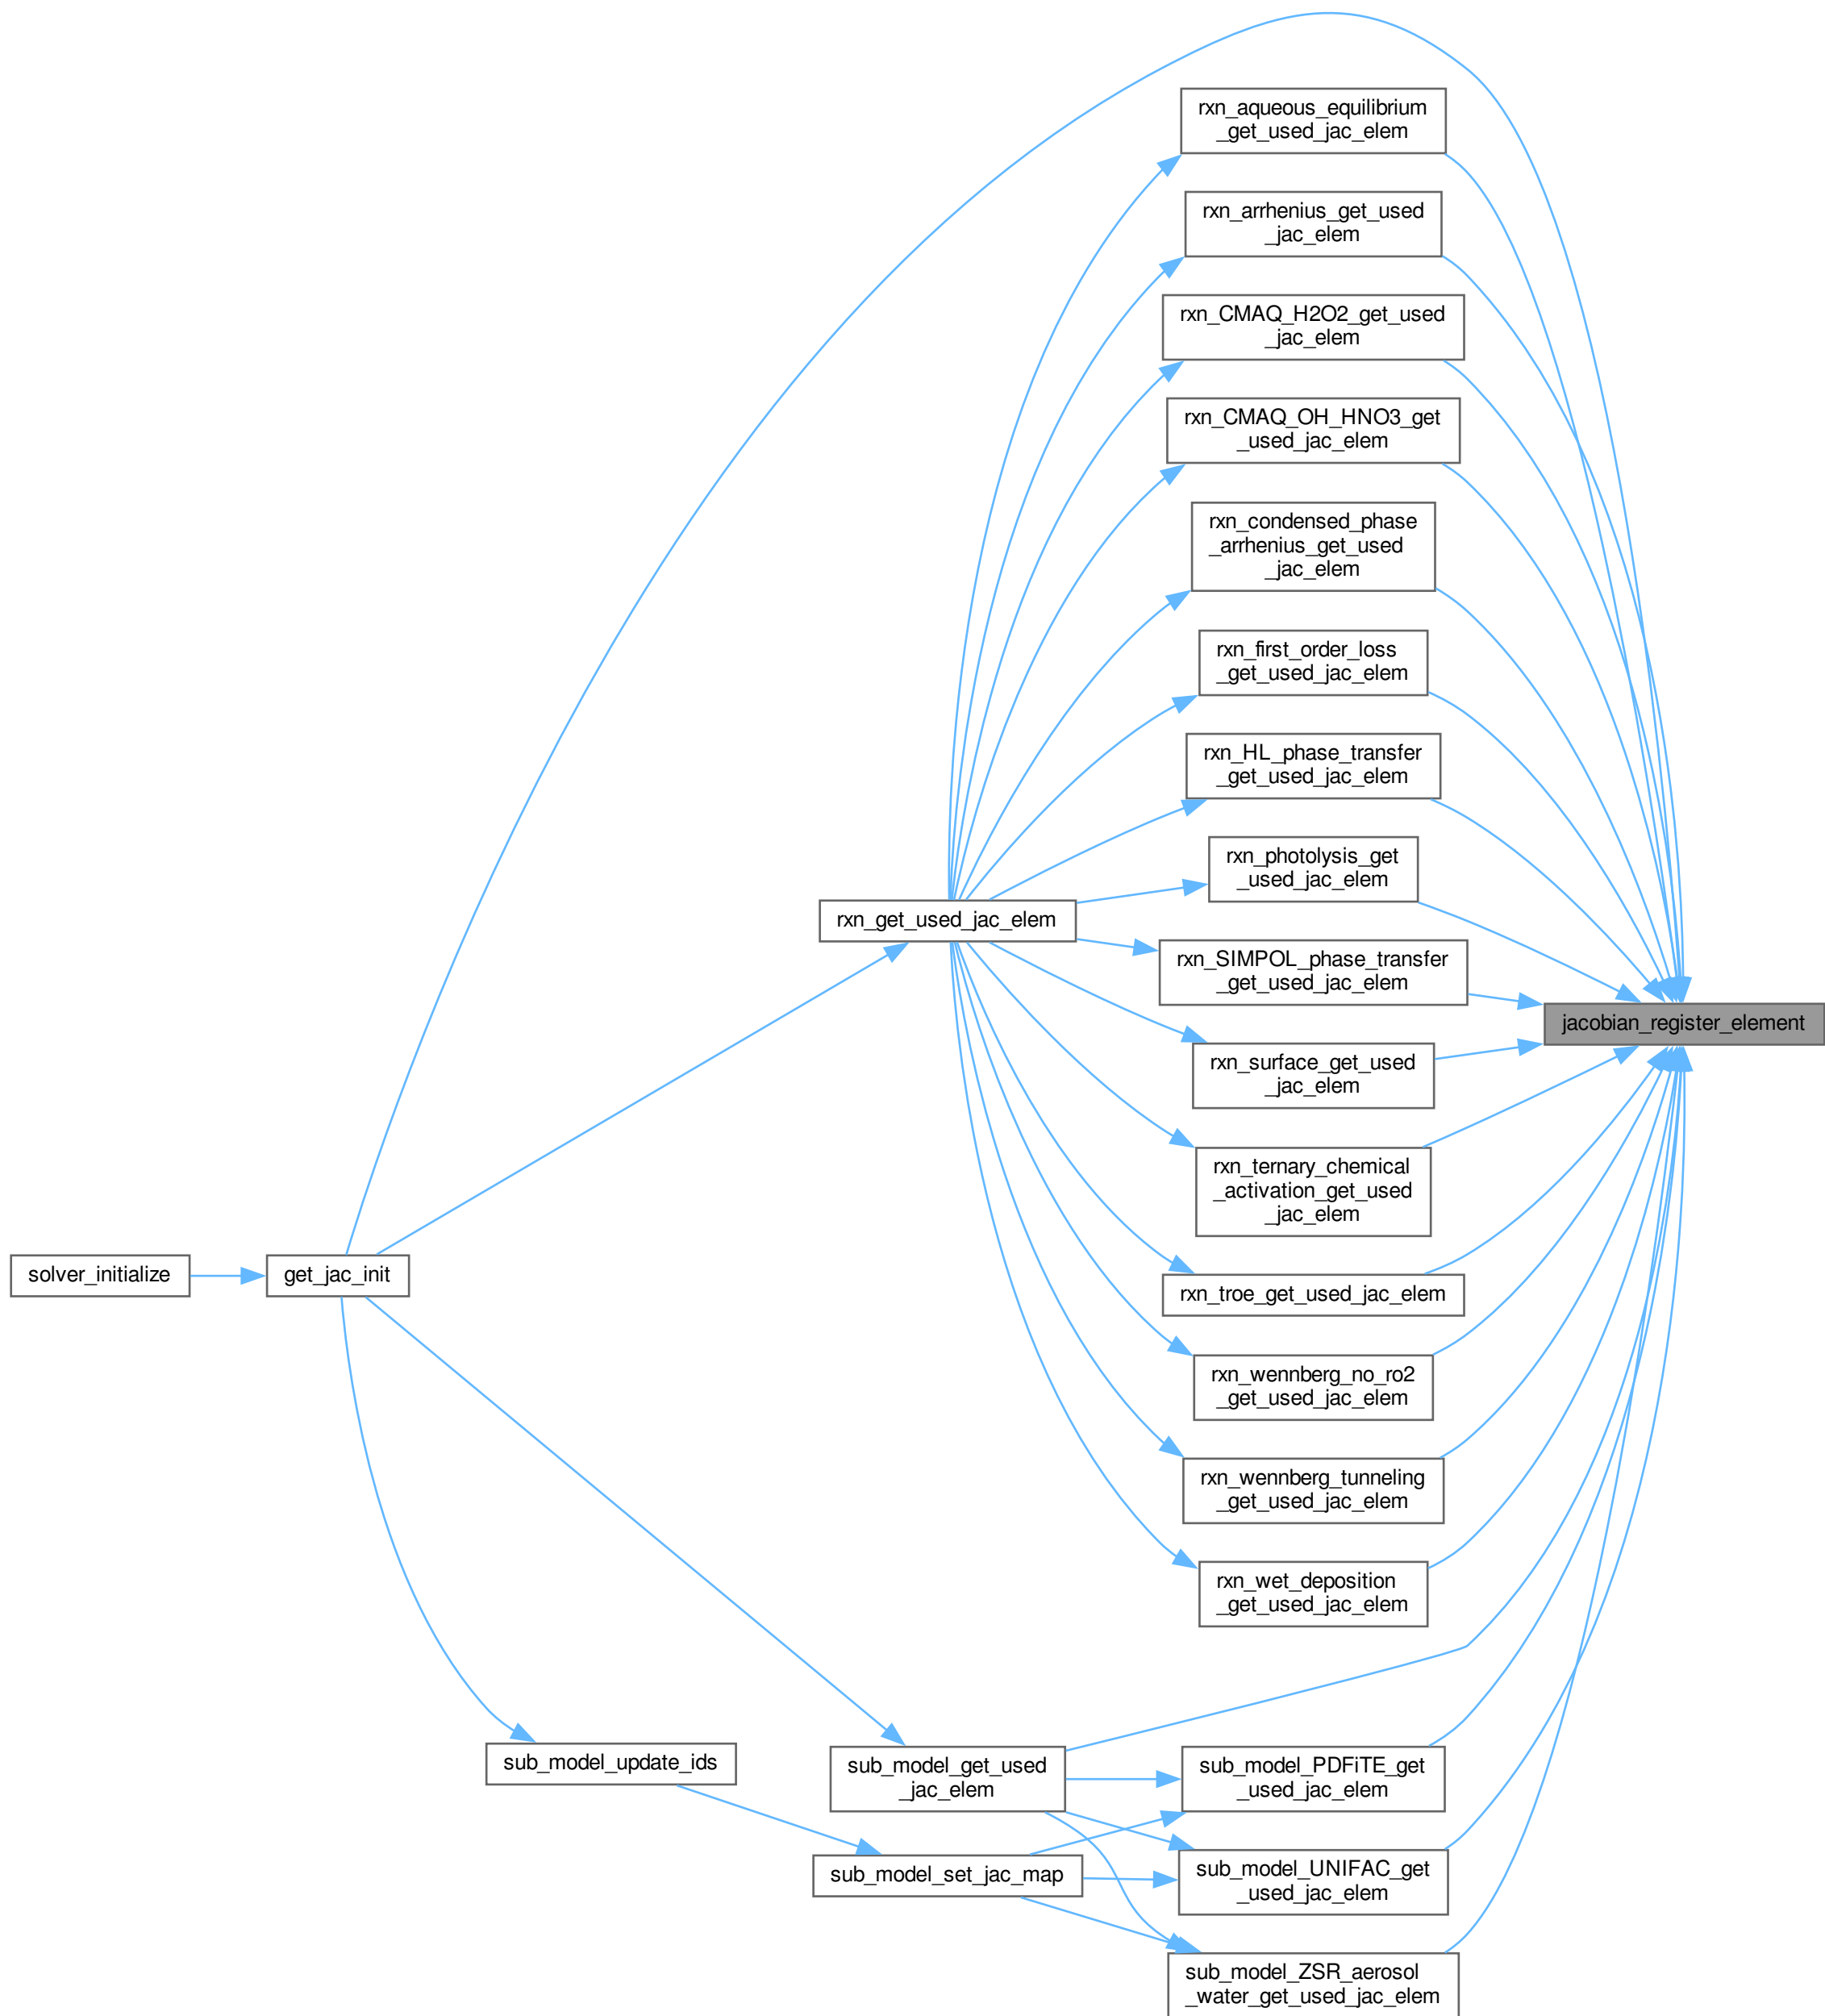 rxn_aqueous_equilibrium
_get_used_jac_elem
rxn_arrhenius_get_used
_jac_elem
rxn_CMAQ_H2O2_get_used
_jac_elem
rxn_CMAQ_OH_HNO3_get
_used_jac_elem
rxn_condensed_phase
_arrhenius_get_used
_jac_elem
rxn_first_order_loss
_get_used_jac_elem
rxn_HL_phase_transfer
_get_used_jac_elem
rxn_photolysis_get
_used_jac_elem
rxn_get_used_jac_elem
rxn_SIMPOL_phase_transfer
_get_used_jac_elem
jacobian_register_element
rxn_surface_get_used
_jac_elem
rxn_ternary_chemical
_activation_get_used
_jac_elem
solver_initialize
get_jac_init
rxn_troe_get_used_jac_elem
rxn_wennberg_no_ro2
_get_used_jac_elem
rxn_wennberg_tunneling
_get_used_jac_elem
rxn_wet_deposition
_get_used_jac_elem
sub_model_update_ids
sub_model_get_used
_jac_elem
sub_model_PDFiTE_get
_used_jac_elem
sub_model_set_jac_map
sub_model_UNIFAC_get
_used_jac_elem
sub_model_ZSR_aerosol
_water_get_used_jac_elem